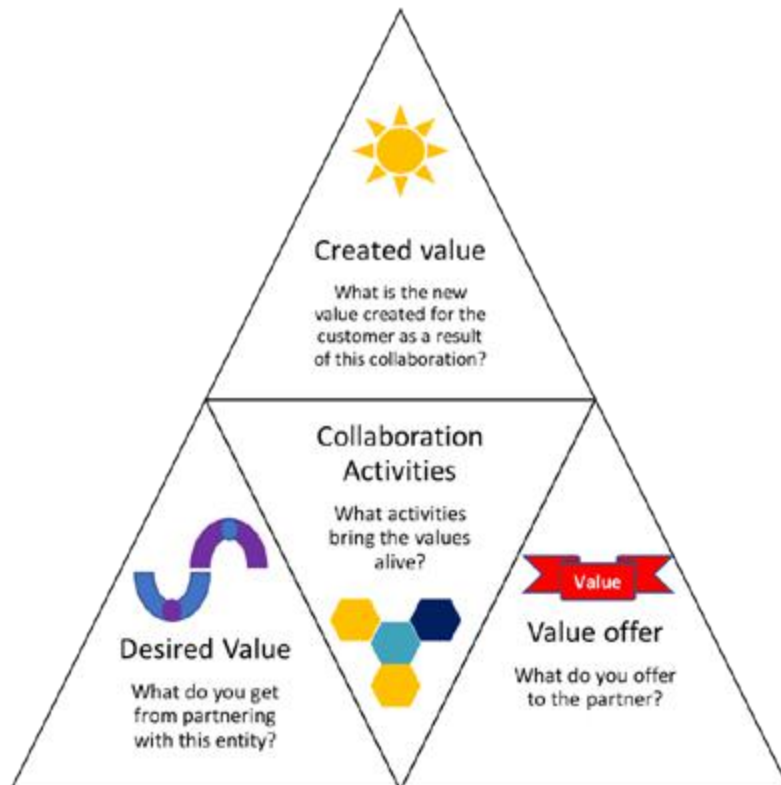 Created value
What is the new
value created for the
customer as a result
of this collaboration?
Collaboration
Activities
What activities
bring the values
alive?
Desired Value
What do you get
from partnering
with this entity?
Value
Value offer
What do you offer
to the partner?